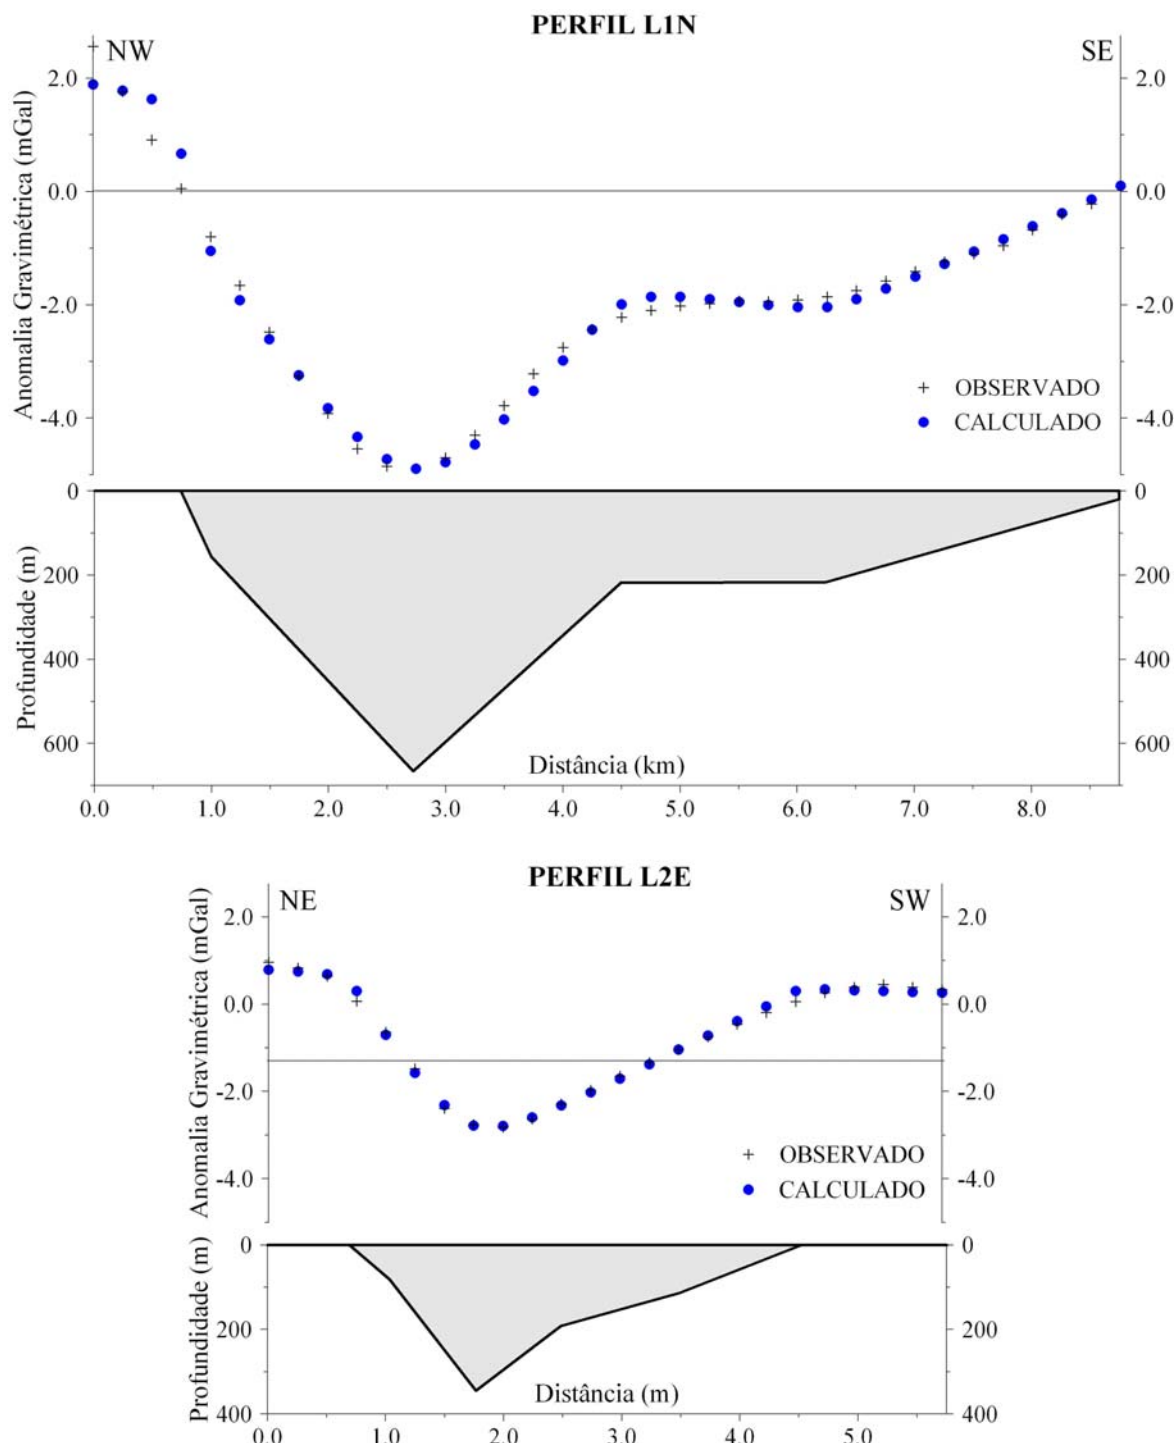 PERFIL L1N
NW SE
Anomalia Gravimétrica (mGal)
2.0 2.0
0.0 0.0
-2.0 -2.0
-4.0 -4.0
OBSERVADO
CALCULADO
Profundidade (m)
0 0
200 200
400 400
600 600
Distância (km)
0.0 1.0 2.0 3.0 4.0 5.0 6.0 7.0 8.0
PERFIL L2E
NE SW
Anomalia Gravimétrica (mGal)
2.0 2.0
0.0 0.0
-2.0 -2.0
-4.0 -4.0
OBSERVADO
CALCULADO
Profundidade (m)
0 0
200 200
400 400
Distância (m)
0.0 1.0 2.0 3.0 4.0 5.0